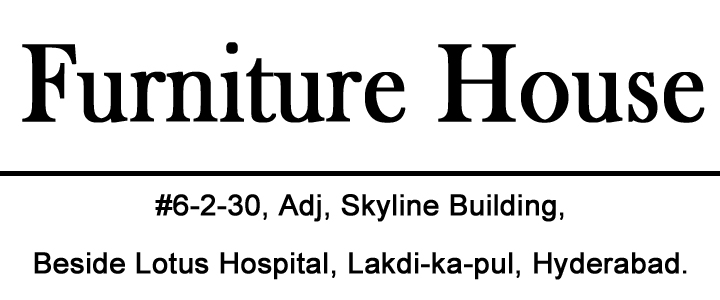 Furniture House
#6-2-30, Adj, Skyline Building,
Beside Lotus Hospital, Lakdi-ka-pul, Hyderabad.